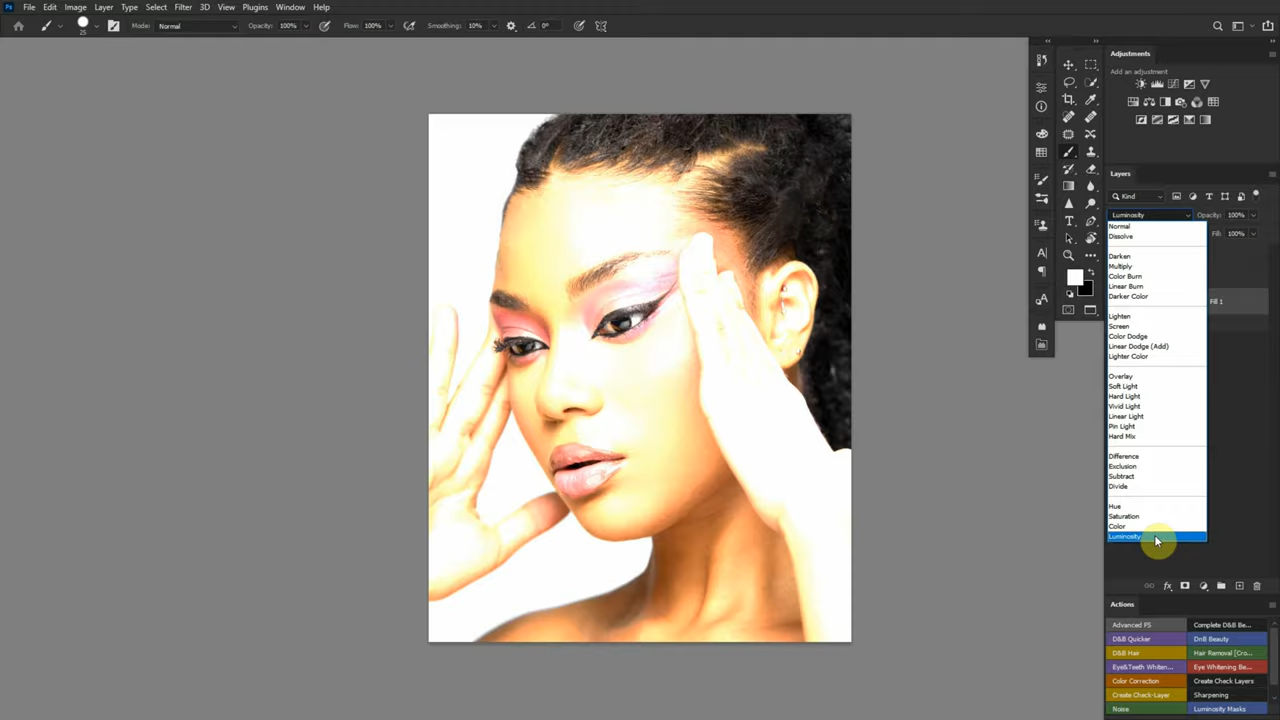 Ps File Edit Image Layer Type Select Filter 3D View Plugins Window Help
25 Mode: Normal Opacity: 100% Flow: 100% Smoothing: 10% 0°
Adjustments
Add an adjustment
Layers
Kind
Luminosity Opacity: 100%
Fill: 100%
Normal
Dissolve
Darken
Multiply
Color Burn
Linear Burn
Darker Color
Fill 1
Lighten
Screen
Color Dodge
Linear Dodge (Add)
Lighter Color
Overlay
Soft Light
Hard Light
Vivid Light
Linear Light
Pin Light
Hard Mix
Difference
Exclusion
Subtract
Divide
Hue
Saturation
Color
Luminosity
Actions
Advanced FS Complete D&B Be...
D&B Quicker DnB Beauty
D&B Hair Hair Removal [Cro...
Eye&Teeth Whiten... Eye Whitening Be...
Color Correction Create Check Layers
Create Check-Layer Sharpening
Noise Luminosity Masks